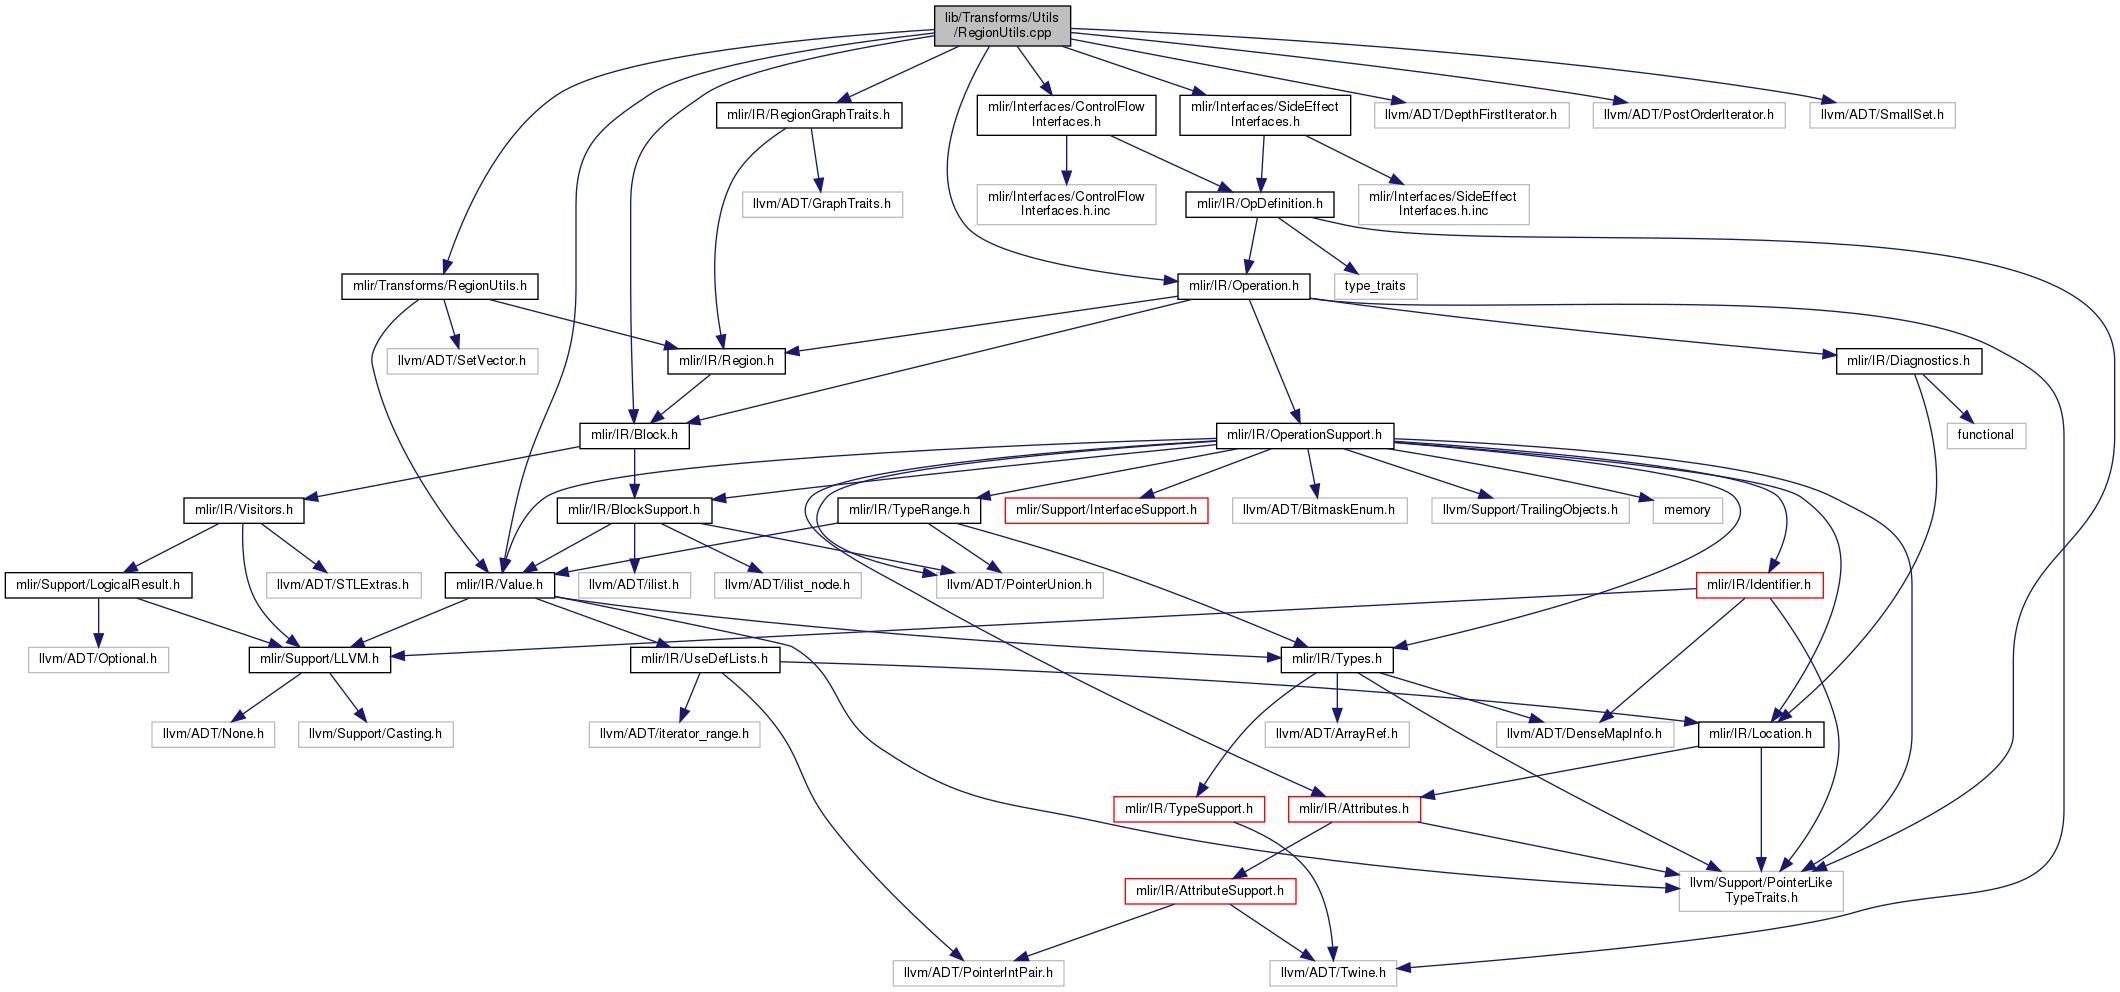 lib/Transforms/Utils
/RegionUtils.cpp
mlir/IR/RegionGraphTraits.h
mlir/Interfaces/ControlFlow
Interfaces.h
mlir/Interfaces/SideEffect
Interfaces.h
llvm/ADT/DepthFirstIterator.h
llvm/ADT/PostOrderIterator.h
llvm/ADT/SmallSet.h
llvm/ADT/GraphTraits.h
mlir/Interfaces/ControlFlow
Interfaces.h.inc
mlir/IR/OpDefinition.h
mlir/Interfaces/SideEffect
Interfaces.h.inc
mlir/Transforms/RegionUtils.h
mlir/IR/Operation.h
type_traits
llvm/ADT/SetVector.h
mlir/IR/Region.h
mlir/IR/Diagnostics.h
mlir/IR/Block.h
mlir/IR/OperationSupport.h
functional
mlir/IR/Visitors.h
mlir/IR/BlockSupport.h
mlir/IR/TypeRange.h
mlir/Support/InterfaceSupport.h
llvm/ADT/BitmaskEnum.h
llvm/Support/TrailingObjects.h
memory
mlir/Support/LogicalResult.h
llvm/ADT/STLExtras.h
mlir/IR/Value.h
llvm/ADT/ilist.h
llvm/ADT/ilist_node.h
llvm/ADT/PointerUnion.h
mlir/IR/Identifier.h
llvm/ADT/Optional.h
mlir/Support/LLVM.h
mlir/IR/UseDefLists.h
mlir/IR/Types.h
llvm/ADT/None.h
llvm/Support/Casting.h
llvm/ADT/iterator_range.h
llvm/ADT/ArrayRef.h
llvm/ADT/DenseMapInfo.h
mlir/IR/Location.h
mlir/IR/TypeSupport.h
mlir/IR/Attributes.h
mlir/IR/AttributeSupport.h
llvm/Support/PointerLike
TypeTraits.h
llvm/ADT/PointerIntPair.h
llvm/ADT/Twine.h